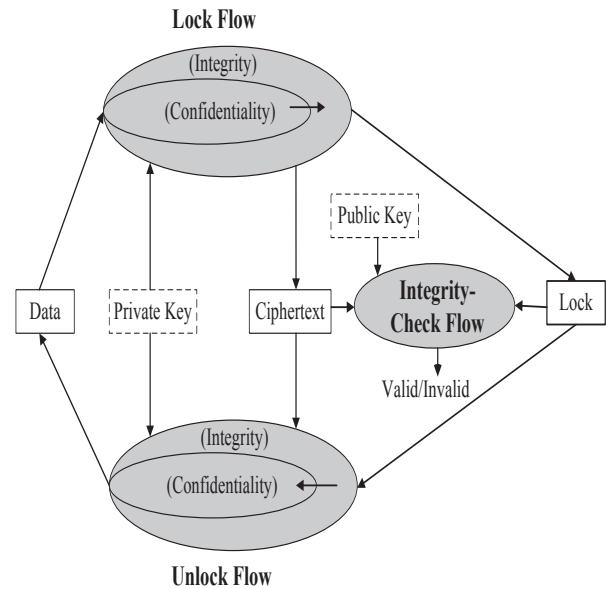 Lock Flow
(Integrity)
(Confidentiality)
Public Key
Data
Private Key
Ciphertext
Integrity-
Check Flow
Lock
Valid/Invalid
(Integrity)
(Confidentiality)
Unlock Flow